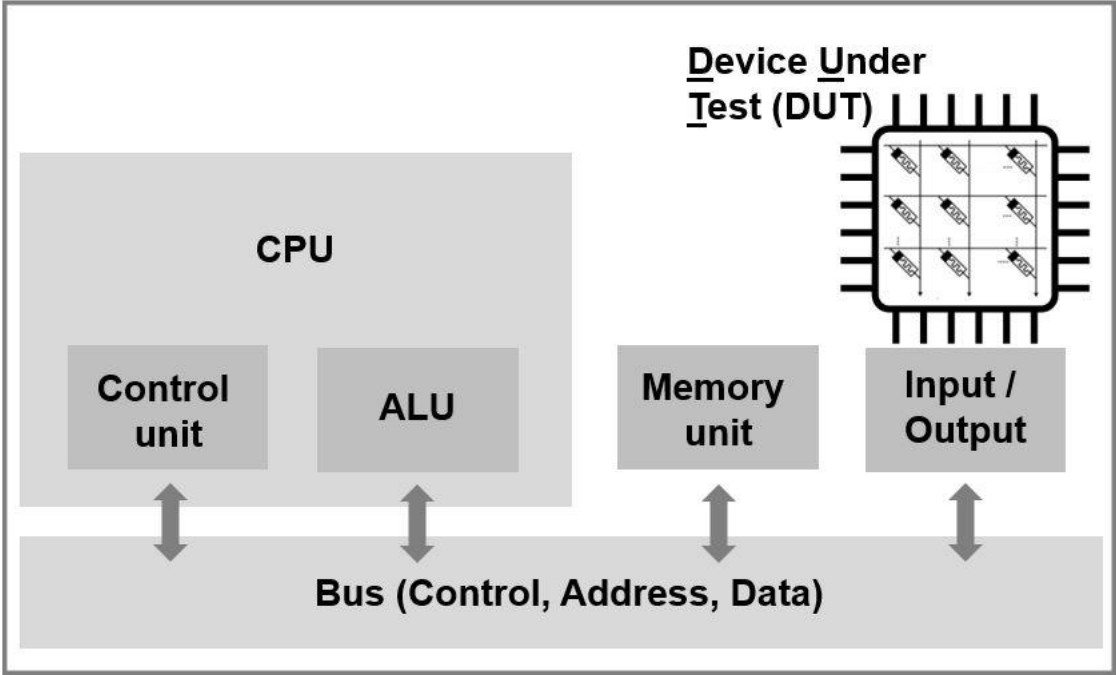 Device Under
Test (DUT)
CPU
Control
unit
ALU
Memory
unit
Input /
Output
Bus (Control, Address, Data)